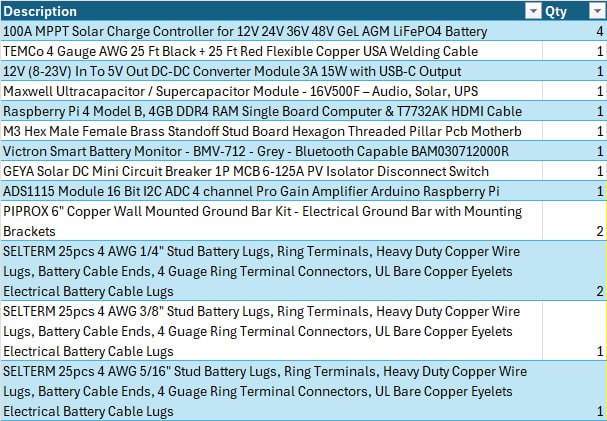 Description Qty
100A MPPT Solar Charge Controller for 12V 24V 36V 48V GeL AGM LiFePO4 Battery 4
TEMCo 4 Gauge AWG 25 Ft Black + 25 Ft Red Flexible Copper USA Welding Cable 1
12V (8-23V) In To 5V Out DC-DC Converter Module 3A 15W with USB-C Output 1
Maxwell Ultracapacitor / Supercapacitor Module - 16V500F – Audio, Solar, UPS 1
Raspberry Pi 4 Model B, 4GB DDR4 RAM Single Board Computer & T7732AK HDMI Cable 1
M3 Hex Male Female Brass Standoff Stud Board Hexagon Threaded Pillar Pcb Motherb 1
Victron Smart Battery Monitor - BMV-712 - Grey - Bluetooth Capable BAM030712000R 1
GEYA Solar DC Mini Circuit Breaker 1P MCB 6-125A PV Isolator Disconnect Switch 1
ADS1115 Module 16 Bit I2C ADC 4 channel Pro Gain Amplifier Arduino Raspberry Pi 1
PIPROX 6" Copper Wall Mounted Ground Bar Kit - Electrical Ground Bar with Mounting
Brackets 2
SELTERM 25pcs 4 AWG 1/4" Stud Battery Lugs, Ring Terminals, Heavy Duty Copper Wire
Lugs, Battery Cable Ends, 4 Guage Ring Terminal Connectors, UL Bare Copper Eyelets
Electrical Battery Cable Lugs 2
SELTERM 25pcs 4 AWG 3/8" Stud Battery Lugs, Ring Terminals, Heavy Duty Copper Wire
Lugs, Battery Cable Ends, 4 Guage Ring Terminal Connectors, UL Bare Copper Eyelets
Electrical Battery Cable Lugs 1
SELTERM 25pcs 4 AWG 5/16" Stud Battery Lugs, Ring Terminals, Heavy Duty Copper Wire
Lugs, Battery Cable Ends, 4 Guage Ring Terminal Connectors, UL Bare Copper Eyelets
Electrical Battery Cable Lugs 1